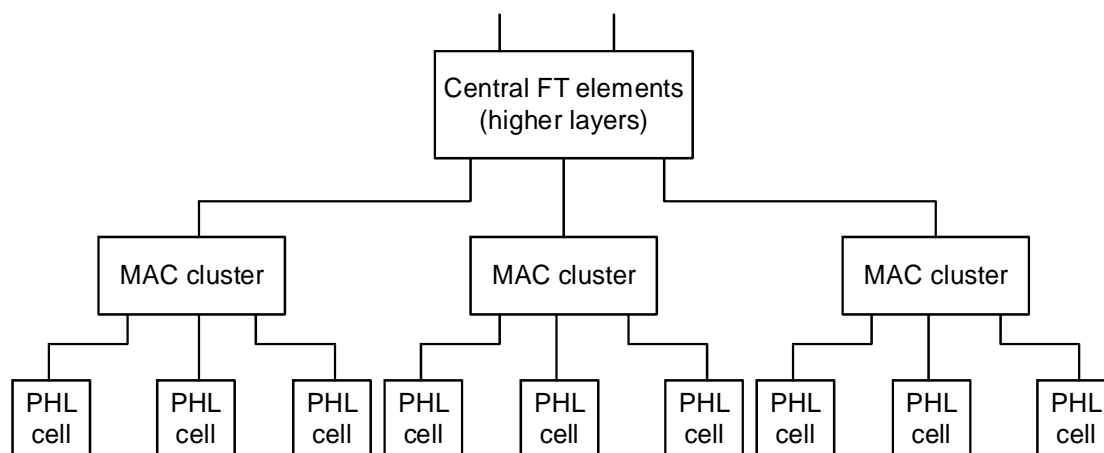 Central FT elements
(higher layers)
MAC cluster
MAC cluster
MAC cluster
PHL
cell
PHL
cell
PHL
cell
PHL
cell
PHL
cell
PHL
cell
PHL
cell
PHL
cell
PHL
cell